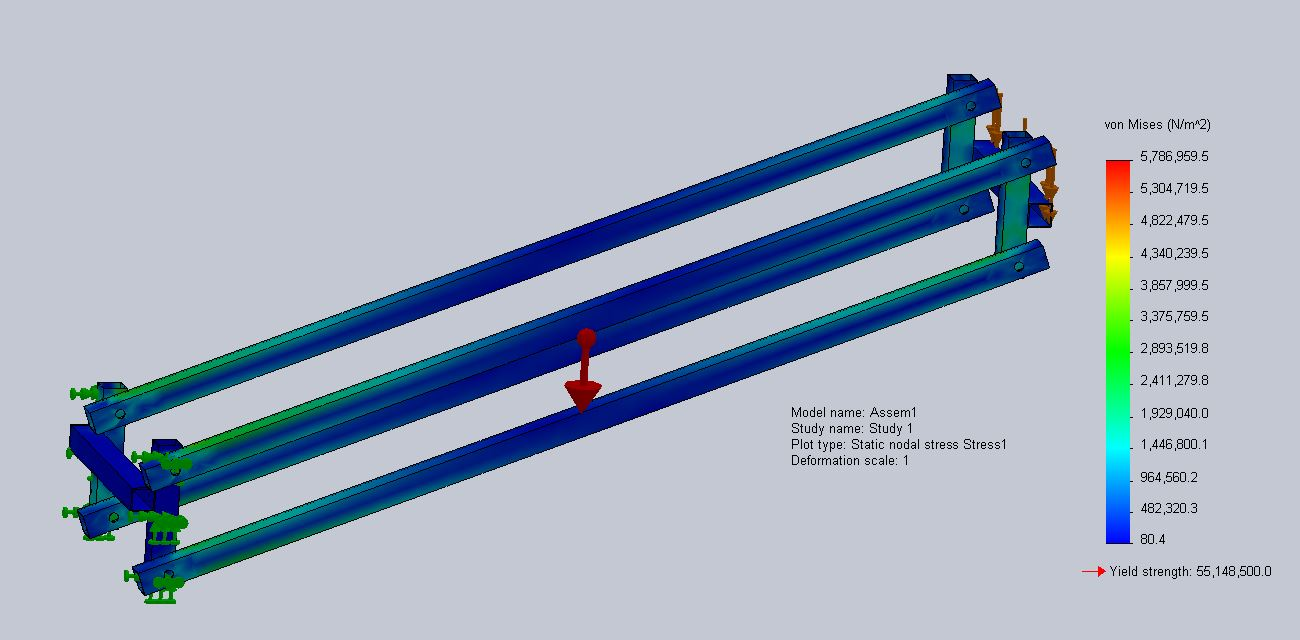 von Mises (N/m^2)
5,786,959.5
5,304,719.5
4,822,479.5
4,340,239.5
3,857,999.5
3,375,759.5
2,893,519.8
2,411,279.8
1,929,040.0
1,446,800.1
964,560.2
482,320.3
80.4
Yield strength: 55,148,500.0
Model name: Assem1
Study name: Study 1
Plot type: Static nodal stress Stress1
Deformation scale: 1